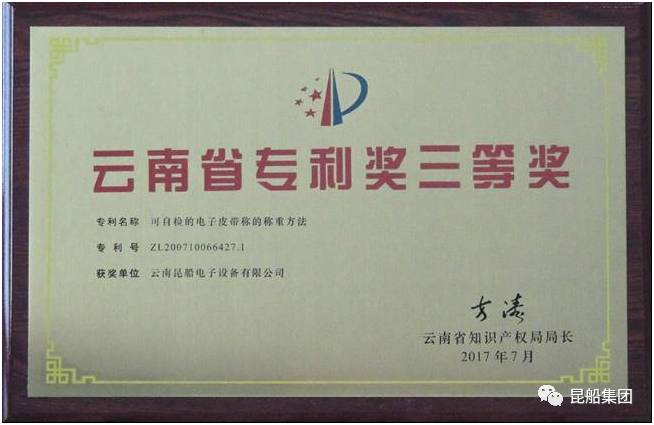 云南省专利奖三等奖
专利名称 可自检的电子皮带称的称重方法
专 利 号 ZL200710066427.1
获奖单位 云南昆船电子设备有限公司
云南省知识产权局局长
2017年7月
昆船集团